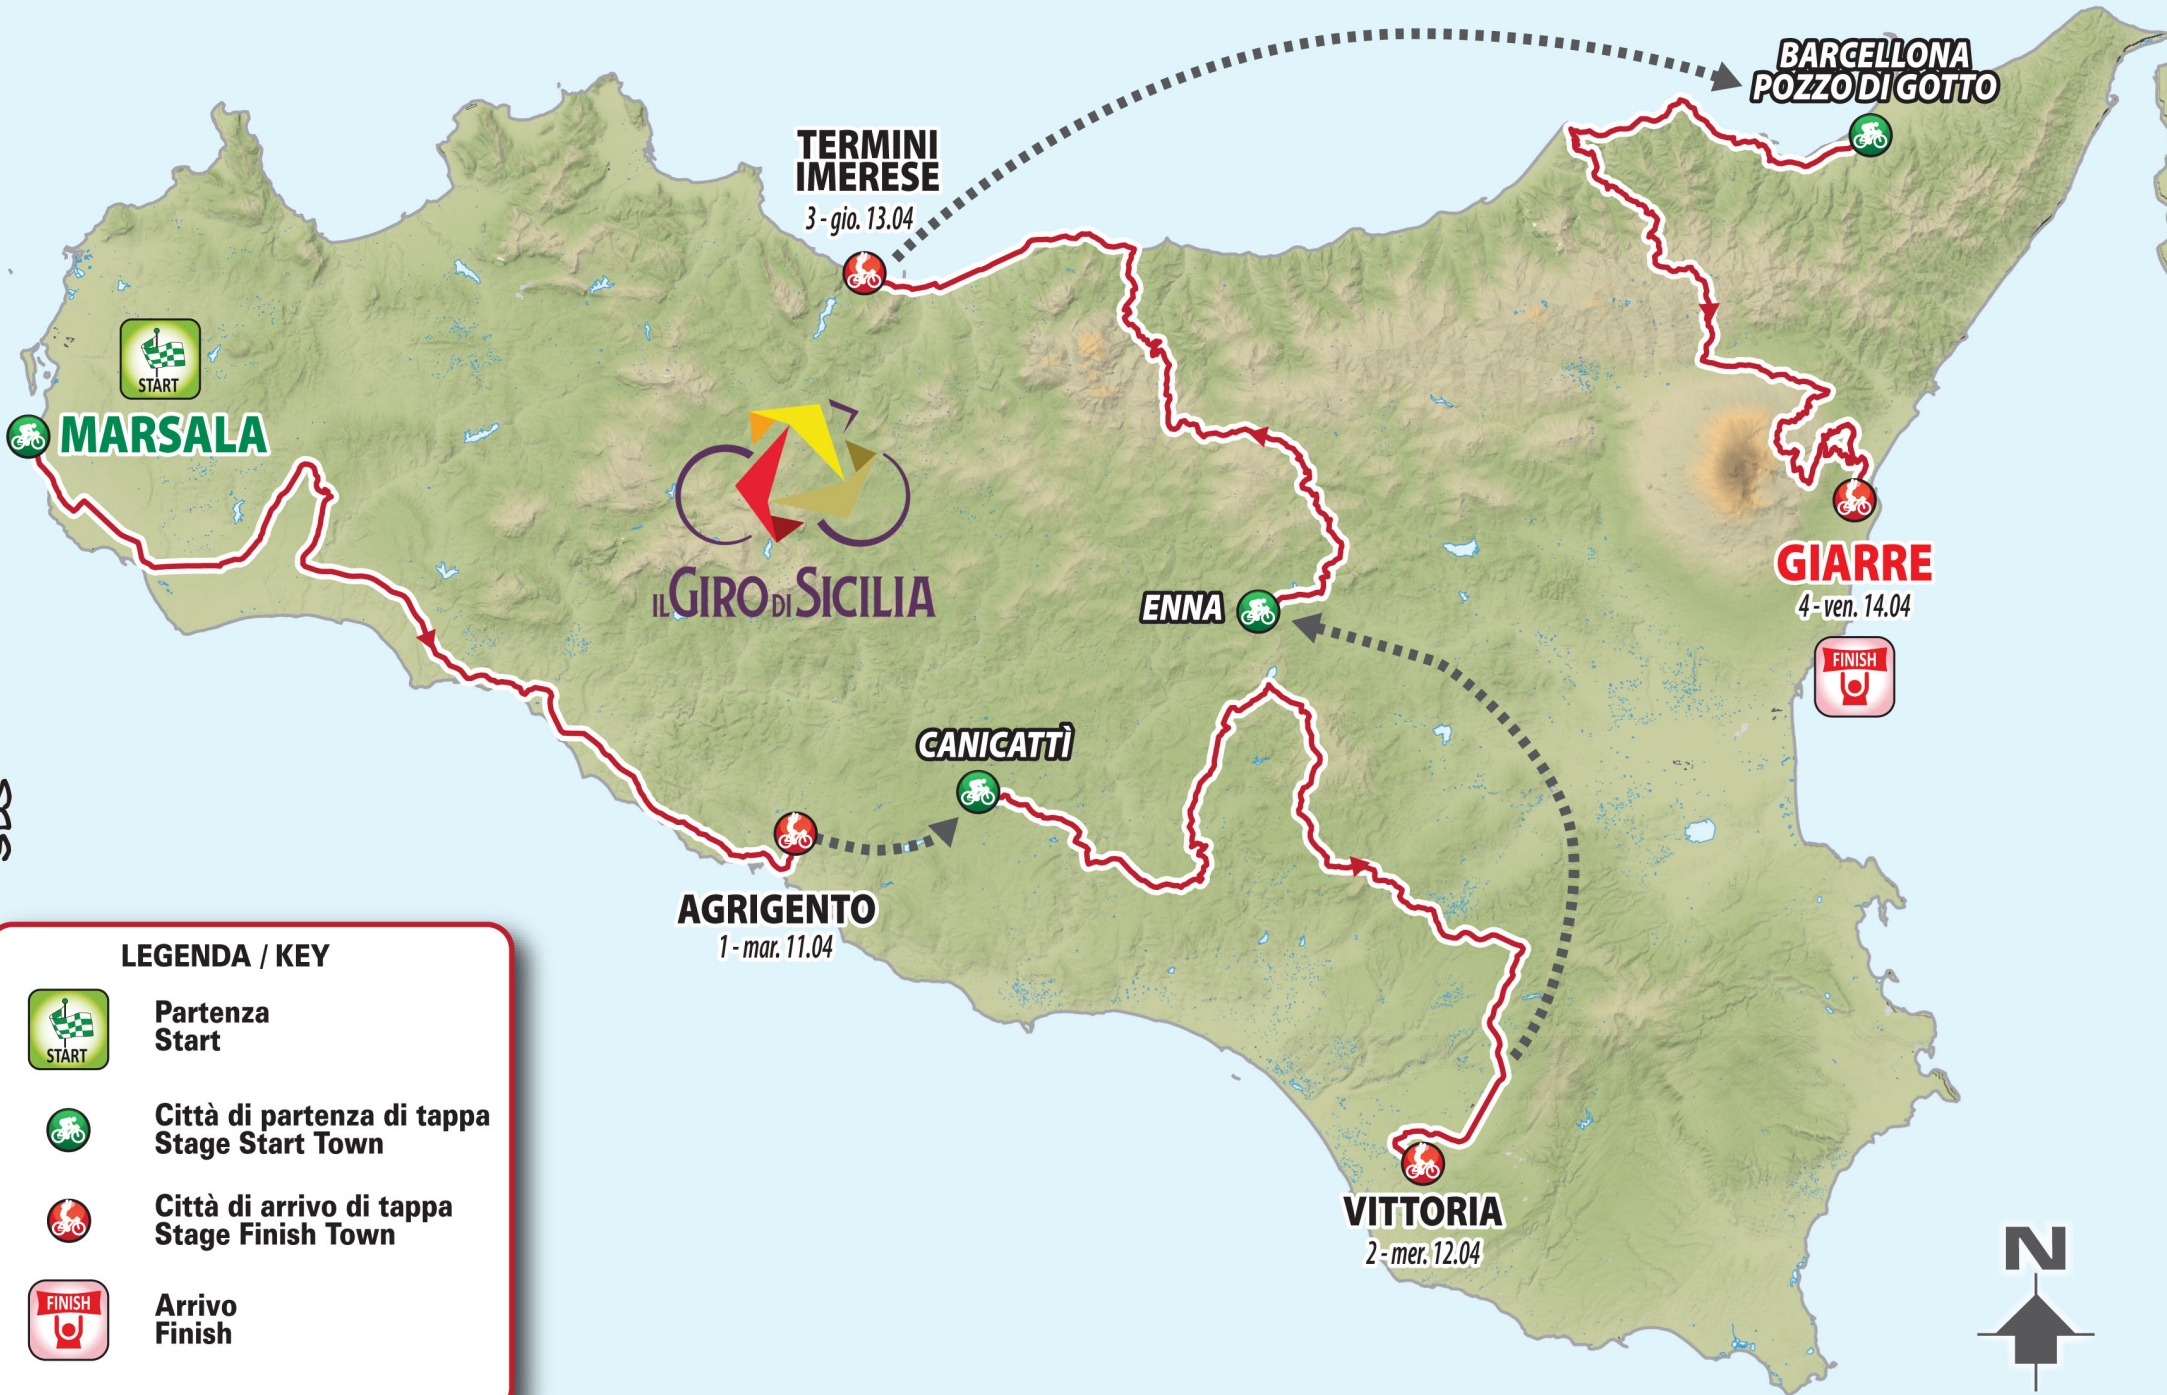 BARCELLONA
POZZO DI GOTTO
TERMINI
IMERESE
3 - gio. 13.04
START
MARSALA
IL GIRO DI SICILIA
GIARRE
4 - ven. 14.04
FINISH
ENNA
CANICATTÌ
AGRIGENTO
1 - mar. 11.04
VITTORIA
2 - mer. 12.04
LEGENDA / KEY
START
Partenza
Start
Città di partenza di tappa
Stage Start Town
Città di arrivo di tappa
Stage Finish Town
FINISH
Arrivo
Finish
N